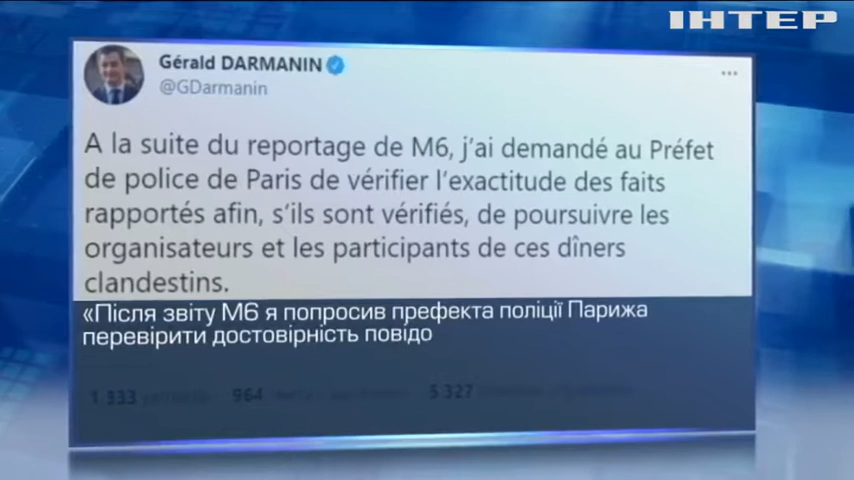 ІНТЕР
Gérald DARMANIN
@GDarmanin
A la suite du reportage de M6, j'ai demandé au Préfet
de police de Paris de vérifier l'exactitude des faits
rapportés afin, s'ils sont vérifiés, de poursuivre les
organisateurs et les participants de ces dîners
clandestins.
«Після звіту М6 я попросив префекта поліції Парижа
перевірити достовірність повідо
1 333 964 5 327